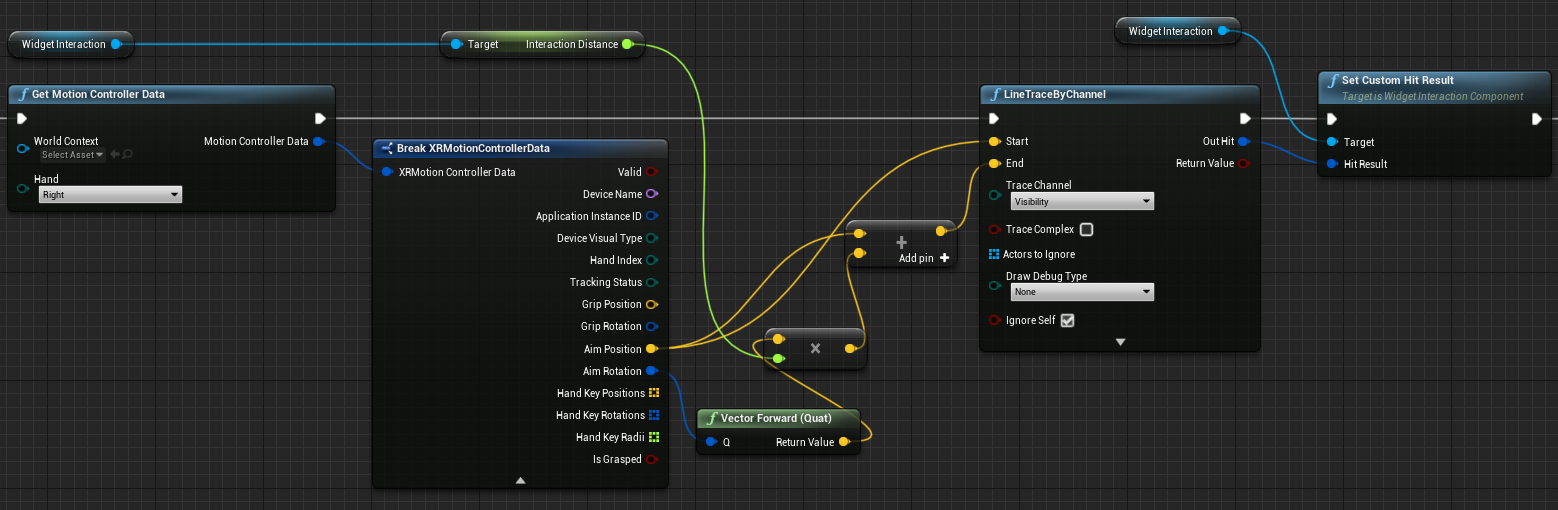 Widget Interaction
Target
Interaction Distance
Widget Interaction
Get Motion Controller Data
World Context
Select Asset
Motion Controller Data
Hand
Right
Break XRMotionControllerData
XRMotion Controller Data
Valid
Device Name
Application Instance ID
Device Visual Type
Hand Index
Tracking Status
Grip Position
Grip Rotation
Aim Position
Aim Rotation
Hand Key Positions
Hand Key Rotations
Hand Key Radii
Is Grasped
Vector Forward (Quat)
Q
Return Value
Add pin
LineTraceByChannel
Start
Out Hit
End
Return Value
Trace Channel
Visibility
Trace Complex
Actors to Ignore
Draw Debug Type
None
Ignore Self
Set Custom Hit Result
Target is Widget Interaction Component
Target
Hit Result